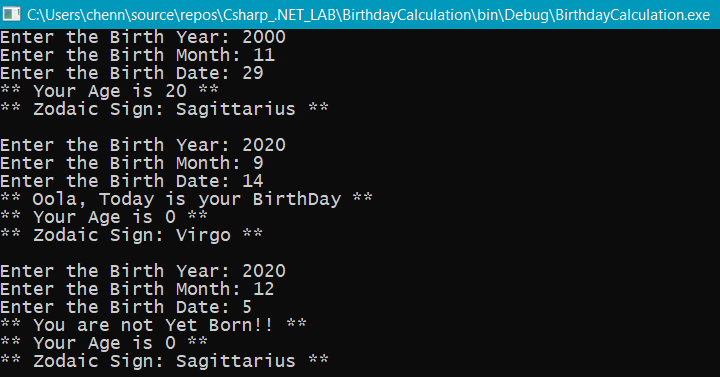 C:\Users\chenn\source\repos\Csharp_.NET_LAB\BirthdayCalculation\bin\Debug\BirthdayCalculation.exe
Enter the Birth Year: 2000
Enter the Birth Month: 11
Enter the Birth Date: 29
** Your Age is 20 **
** Zodaic Sign: Sagittarius **
Enter the Birth Year: 2020
Enter the Birth Month: 9
Enter the Birth Date: 14
** Oola, Today is your BirthDay **
** Your Age is 0 **
** Zodaic Sign: Virgo **
Enter the Birth Year: 2020
Enter the Birth Month: 12
Enter the Birth Date: 5
** You are not Yet Born!! **
** Your Age is 0 **
** Zodaic Sign: Sagittarius **